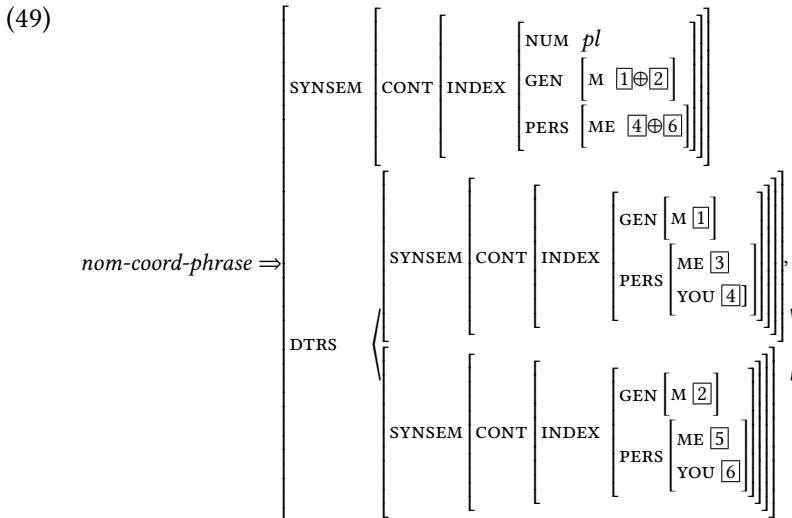 (49)
nom-coord-phrase ⇒
SYNSEM [CONT [INDEX [NUM pl
GEN [M 1⊕2]
PERS [ME 4⊕6]]]]
DTRS ⟨
[SYNSEM [CONT [INDEX [GEN [M 1]
PERS [ME 3
YOU 4]]]]],
[SYNSEM [CONT [INDEX [GEN [M 2]
PERS [ME 5
YOU 6]]]]] ⟩